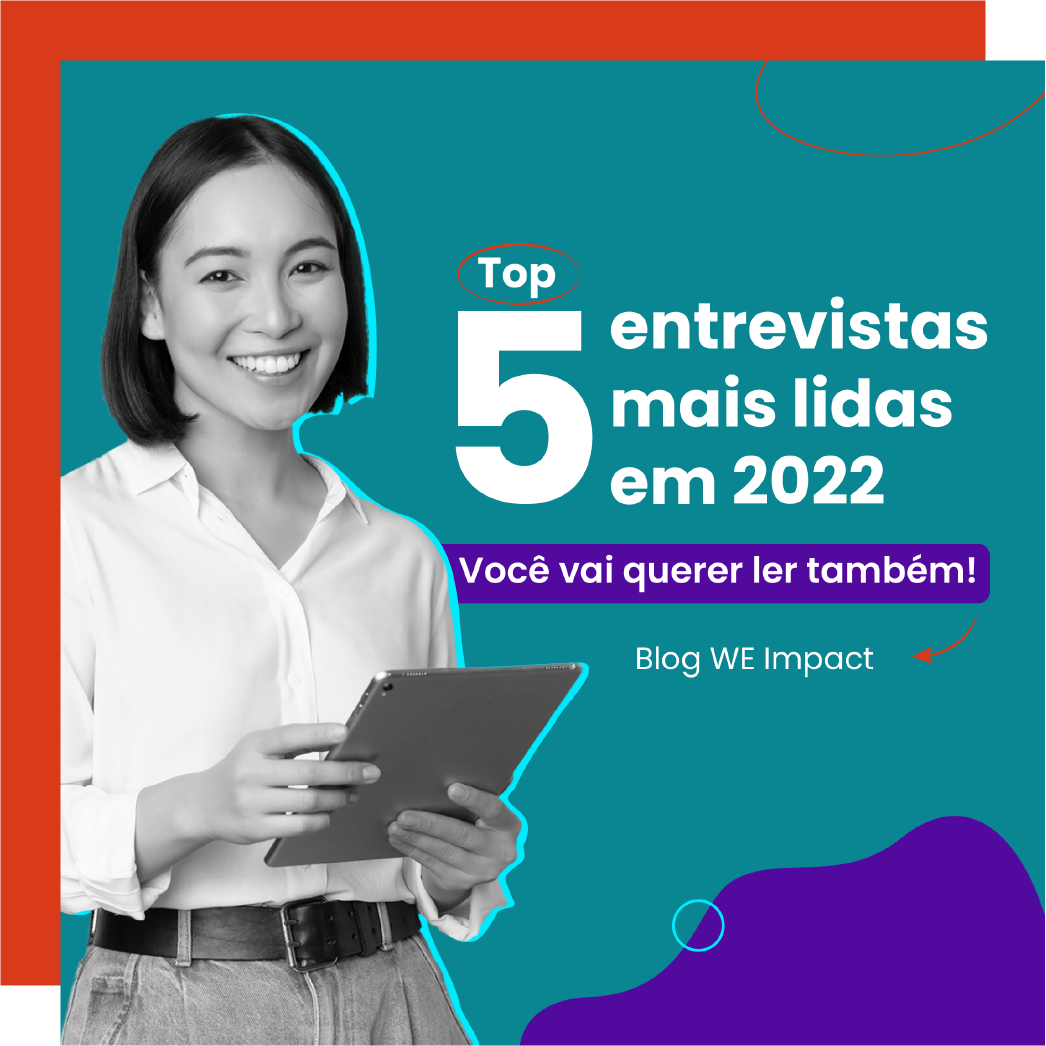 Top
5
entrevistas
mais lidas
em 2022
Você vai querer ler também!
Blog WE Impact